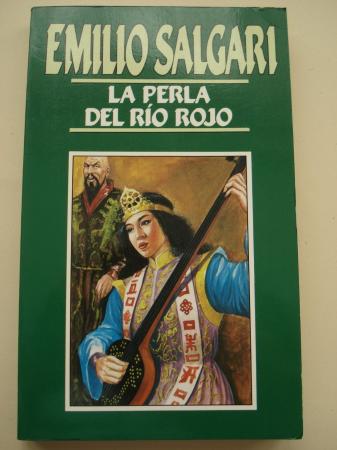 EMILIO SALGARI
LA PERLA
DEL RÍO ROJO